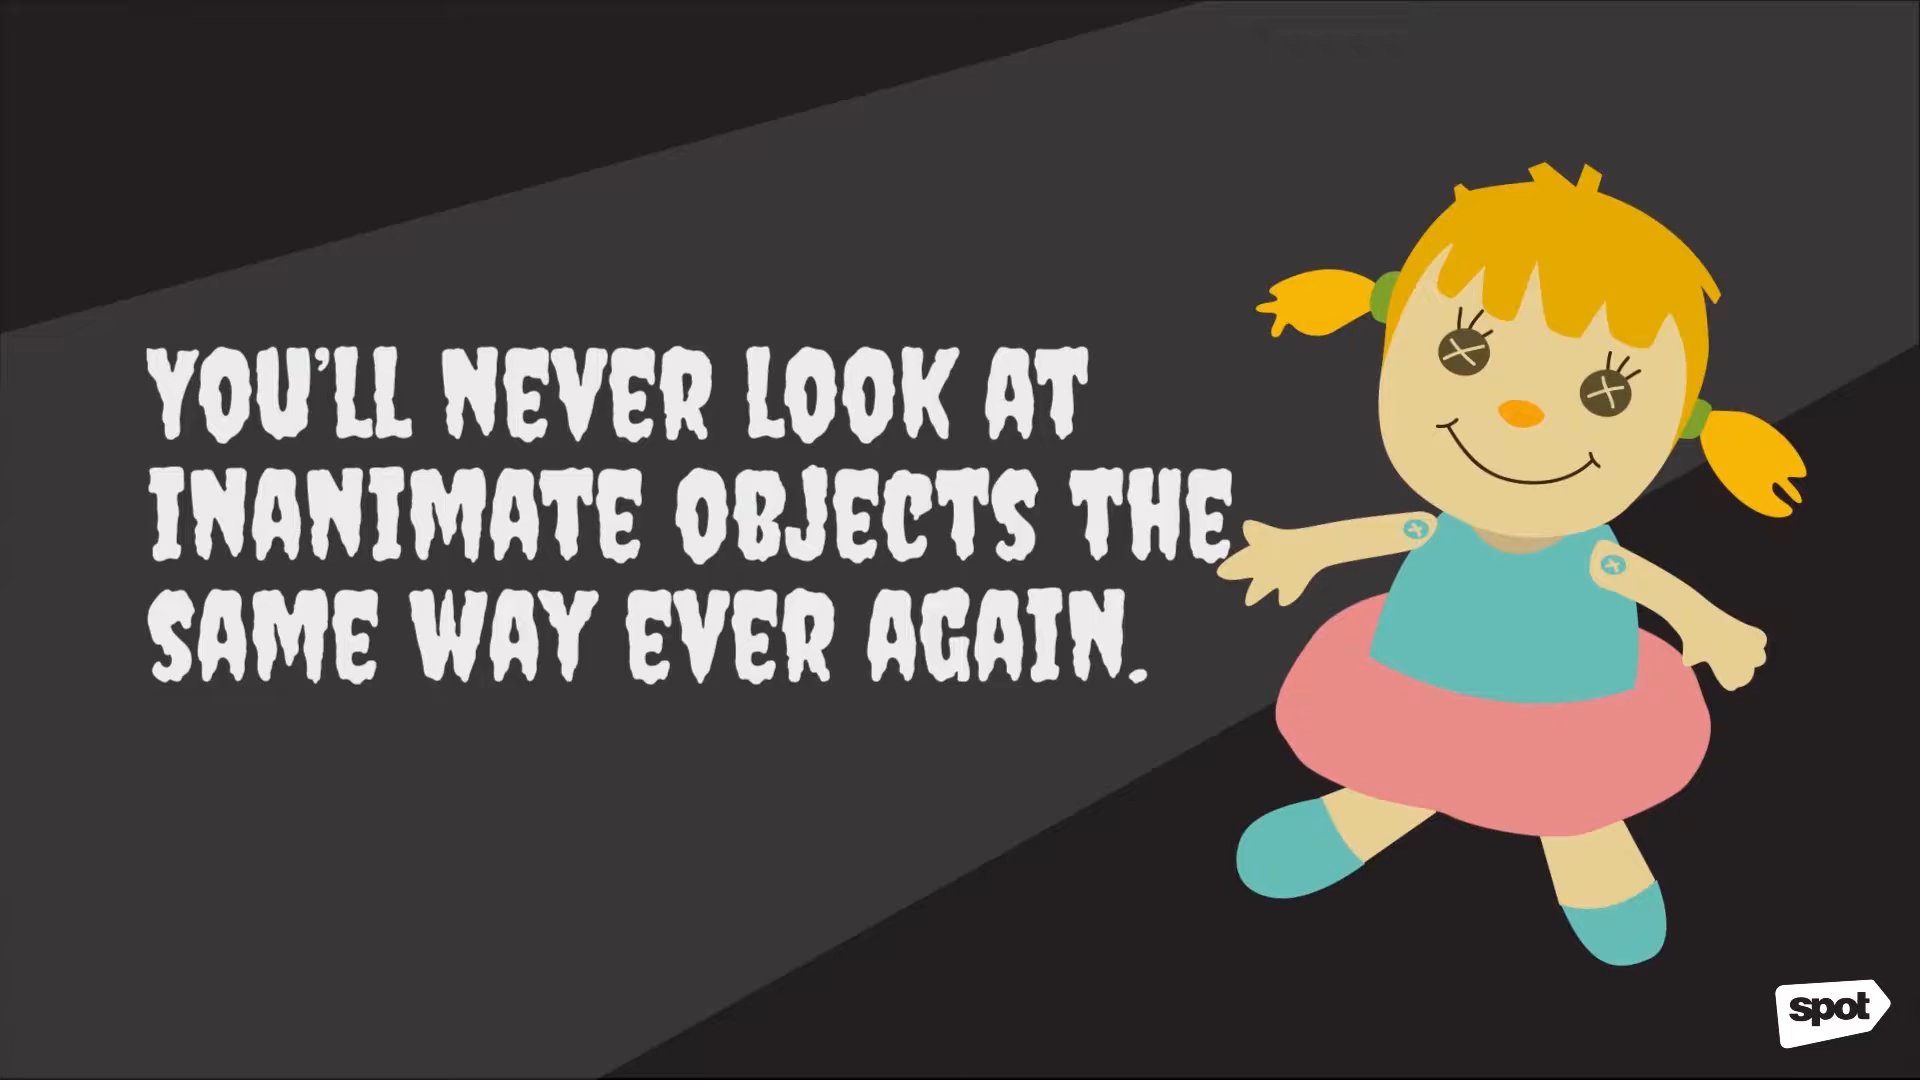 YOU'LL NEVER LOOK AT
INANIMATE OBJECTS THE
SAME WAY EVER AGAIN.
spot